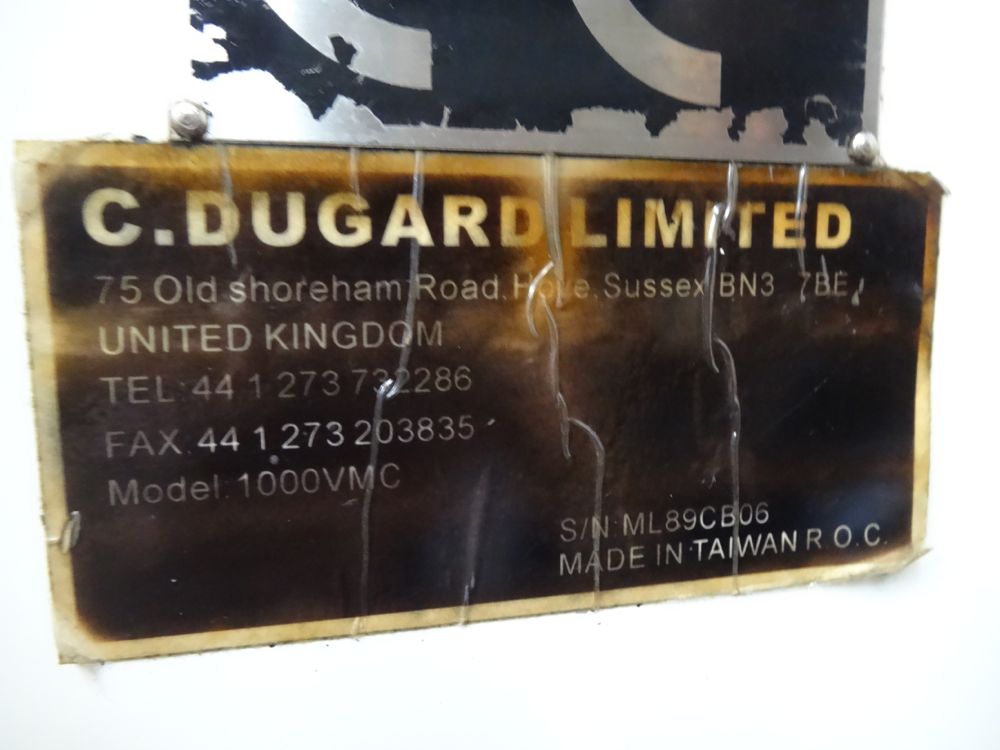 C.DUGARD LIMITED
75 Old shoreham Road, Hove, Sussex BN3 7BE,
UNITED KINGDOM
TEL: 44 1 273 732286
FAX: 44 1 273 203835
Model: 1000VMC
S/N: ML89CB06
MADE IN TAIWAN R.O.C.